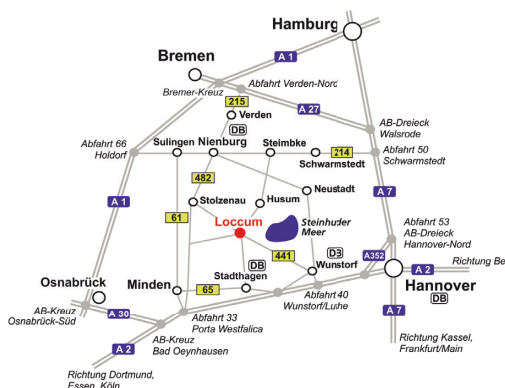 Hamburg
A 1
Bremen
Abfahrt Verden-Nord
Bremer-Kreuz
215
A 27
Verden
DB
AB-Dreieck
Walsrode
Abfahrt 66
Holdorf
Sulingen
Nienburg
Steimbke
214
Schwarmstedt
Abfahrt 50
Schwarmstedt
482
Neustadt
A 7
A 1
61
Stolzenau
Husum
Loccum
Steinhuder
Meer
Abfahrt 53
AB-Dreieck
Hannover-Nord
A352
441
D3
Wunstorf
Richtung Be
A 2
Osnabrück
Minden
65
DB
Stadthagen
Hannover
DB
Abfahrt 40
Wunstorf/Luhe
AB-Kreuz
Osnabrück-Süd
A 30
Abfahrt 33
Porta Westfalica
A 7
AB-Kreuz
Bad Oeynhausen
A 2
Richtung Kassel,
Frankfurt/Main
Richtung Dortmund,
Essen, Köln